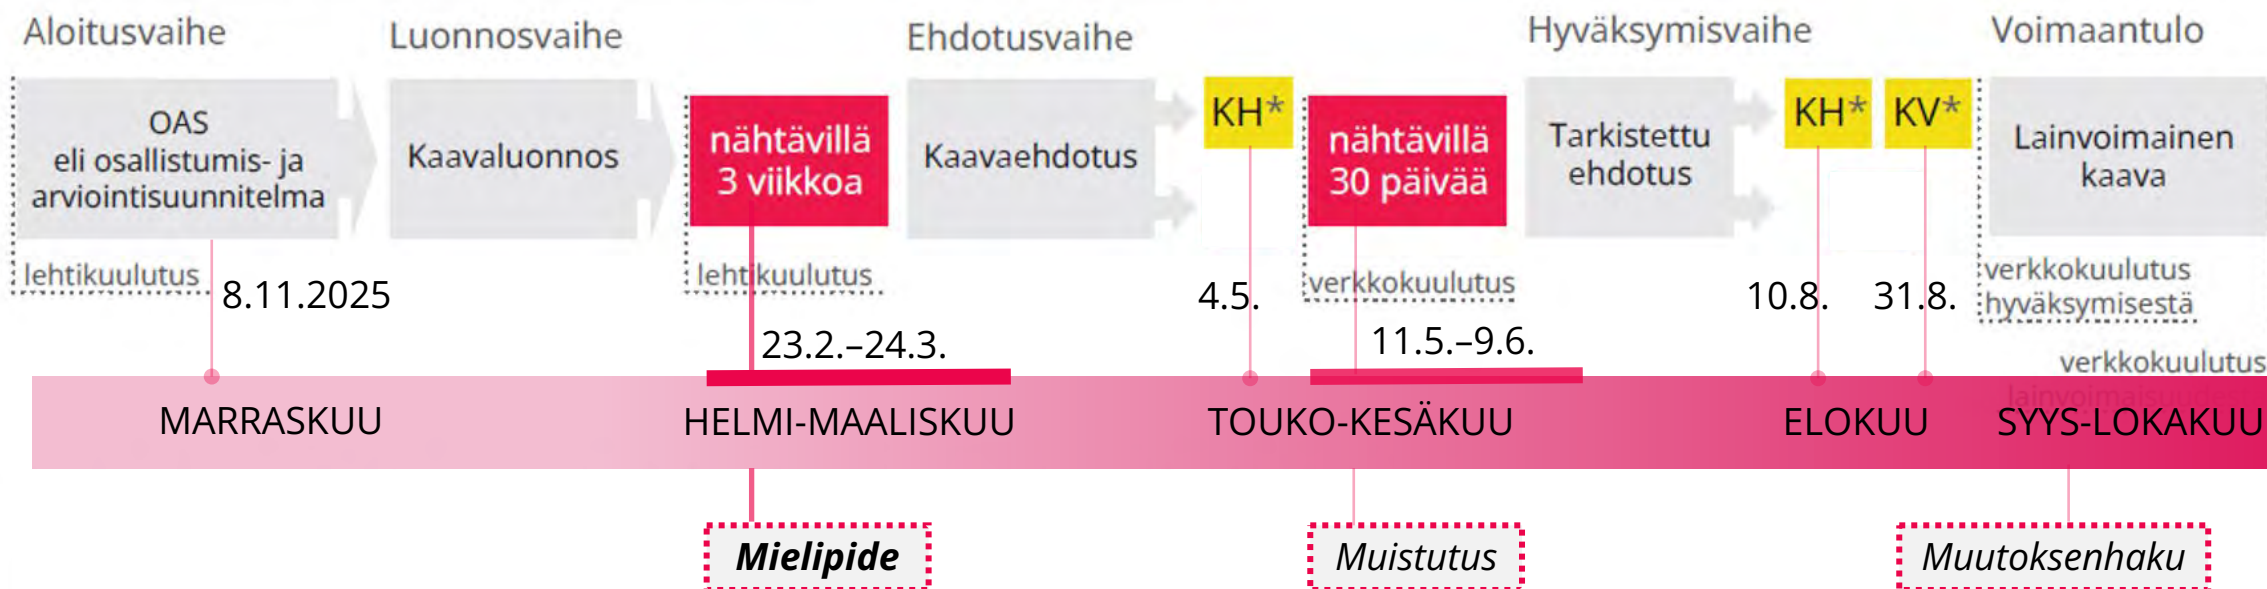 Aloitusvaihe
Luonnosvaihe
Ehdotusvaihe
Hyväksymisvaihe
Voimaantulo
OAS
eli osallistumis- ja
arviointisuunnitelma
Kaavaluonnos
nähtävillä
3 viikkoa
Kaavaehdotus
KH*
nähtävillä
30 päivää
Tarkistettu
ehdotus
KH*
KV*
Lainvoimainen
kaava
lehtikuulutus
8.11.2025
lehtikuulutus
23.2.–24.3.
4.5.
verkkokuulutus
11.5.–9.6.
10.8.
31.8.
verkkokuulutus
hyväksymisestä
verkkokuulutus
MARRASKUU
HELMI-MAALISKUU
TOUKO-KESÄKUU
ELOKUU
SYYS-LOKAKUU
Mielipide
Muistutus
Muutoksenhaku